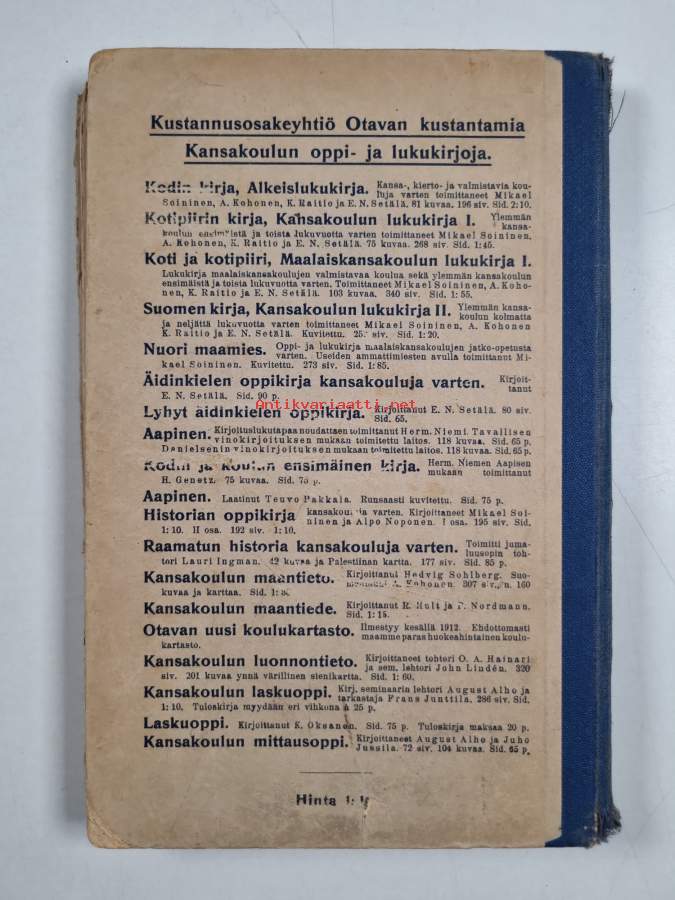 Kustannusosakeyhtiö Otavan kustantamia
Kansakoulun oppi- ja lukukirjoja.
Kodin kirja, Alkeislukukirja. Kansa-, kierto- ja valmistavia kou-
luja varten toimittaneet Mikael
Soininen, A. Kohonen, K. Raitio ja E. N. Setälä. 81 kuvaa. 196 siv. Sid. 2:10.
Kotipiirin kirja, Kansakoulun lukukirja I. Ylemmän
kansa-
koulun ensimäistä ja toista lukuvuotta varten toimittaneet Mikael Soininen,
A. Kohonen, K. Raitio ja E. N. Setälä. 75 kuvaa. 268 siv. Sid. 1:45.
Koti ja kotipiiri, Maalaiskansakoulun lukukirja I.
Lukukirja maalaiskansakoulujen valmistavaa koulua sekä ylemmän kansakoulun
ensimäistä ja toista lukuvuotta varten. Toimittaneet Mikael Soininen, A. Koho-
nen, K. Raitio ja E. N. Setälä. 103 kuvaa. 340 siv. Sid. 1:55.
Suomen kirja, Kansakoulun lukukirja II. Ylemmän kansa-
koulun kolmatta
ja neljättä lukuvuotta varten toimittaneet Mikael Soininen, A. Kohonen
K. Raitio ja E. N. Setälä. Kuvitettu. siv. Sid. 1:20.
Nuori maamies. Oppi- ja lukukirja maalaiskansakoulujen jatko-opetusta
varten. Useiden ammattimiesten avulla toimittanut Mi-
kael Soininen. Kuvitettu. 273 siv. Sid. 1:85.
Äidinkielen oppikirja kansakouluja varten. Kirjoit-
tanut
E. N. Setälä. Sid. 90 p.
Antikvariaatti.net
Lyhyt äidinkielen oppikirja. Kirjoittanut E. N. Setälä. 80 siv.
Sid. 65.
Aapinen. Kirjoituslukutapaa noudattaen toimittanut Herm. Niemi. Tavallisen
vinokirjoituksen mukaan toimitettu laitos. 118 kuvaa. Sid. 65 p.
Danielsenin vinokirjoituksen mukaan toimitettu laitos. 118 kuvaa. Sid. 65 p.
Kodin ja koulun ensimäinen kirja. Herm. Niemen Aapisen
mukaan toimittanut
H. Genetz. 75 kuvaa. Sid. 75 p.
Aapinen. Laatinut Teuvo Pakkala. Runsaasti kuvitettu. Sid. 75 p.
Historian oppikirja kansakouluja varten. Kirjoittaneet Mikael Soi-
ninen ja Alpo Noponen. I osa. 195 siv. Sid.
1:10. II osa. 192 siv. 1:10.
Raamatun historia kansakouluja varten. Toimitti juma-
luusopin toh-
tori Lauri Ingman. 42 kuvaa ja Palestiinan kartta. 177 siv. Sid. 85 p.
Kansakoulun maantieto. Kirjoittanut Hedvig Sohlberg. Suo-
mentanut A. Kohonen. 307 siv. 160
kuvaa ja karttaa. Sid.
Kansakoulun maantiede. Kirjoittanut R. Hult ja P. Nordmann.
Sid. 1:15.
Otavan uusi koulukartasto. Ilmestyy kesällä 1912. Ehdottomasti
maamme paras huokeahintainen koulu-
kartasto.
Kansakoulun luonnontieto. Kirjoittaneet tohtori O. A. Hainari
ja sem. lehtori John Lindén. 320
siv. 201 kuvaa ynnä värillinen sienikartta. Sid. 1:60.
Kansakoulun laskuoppi. Kirj. seminaarin lehtori August Alho ja
tarkastaja Frans Junttila. 286 siv. Sid.
1:10. Tuloskirja myydään eri vihkona à 25 p.
Laskuoppi. Kirjoittanut K. Oksanen. Sid. 75 p. Tuloskirja maksaa 20 p.
Kansakoulun mittausoppi. Kirjoittaneet August Alho ja Juho
Jussila. 72 siv. 104 kuvaa. Sid. 65 p.
Hinta